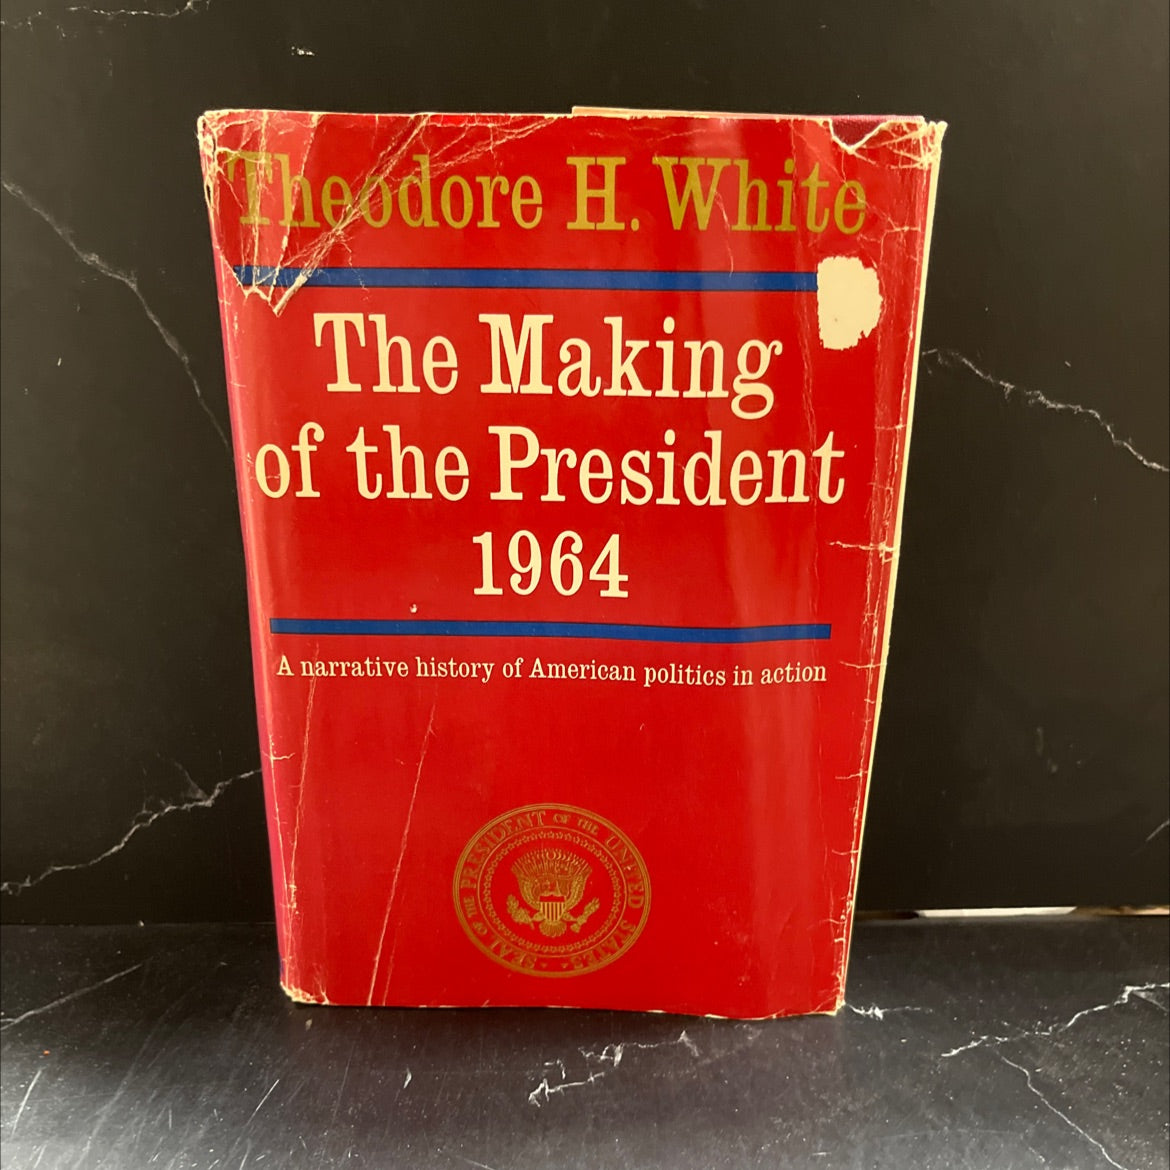 Theodore H. White
The Making
of the President
1964
A narrative history of American politics in action
SEAL OF THE PRESIDENT OF THE UNITED STATES